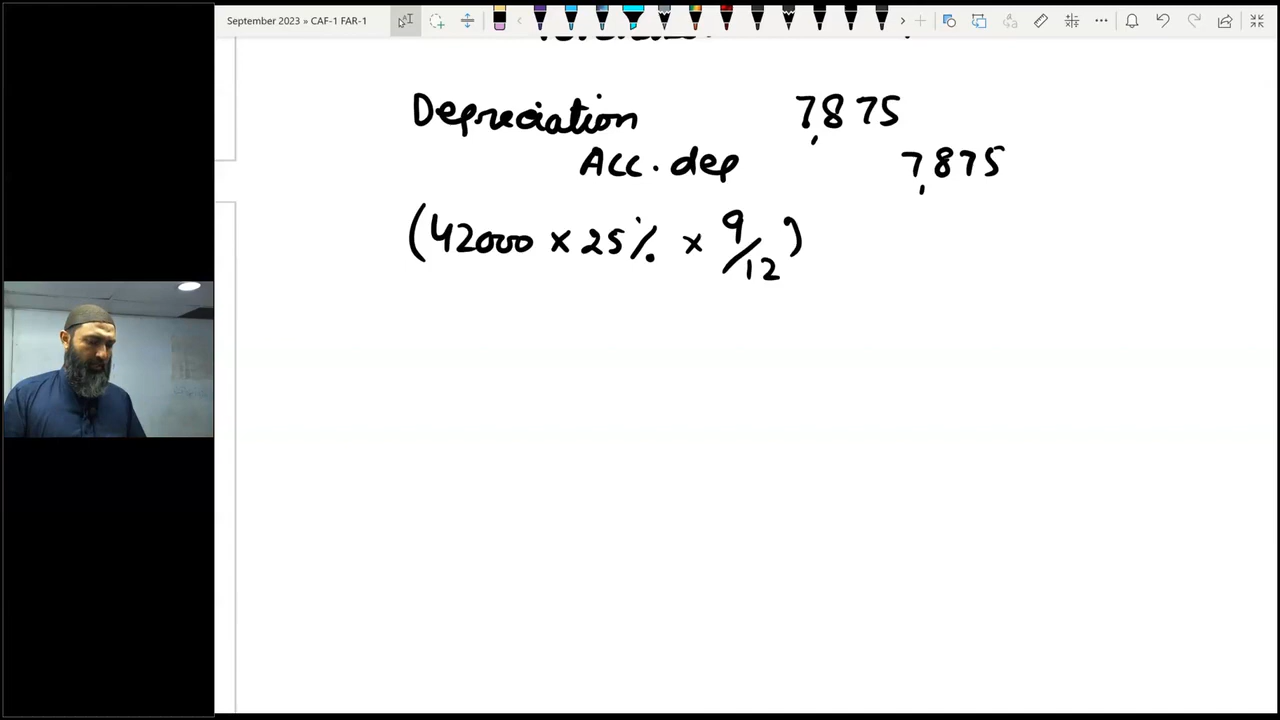 September 2023 » CAF-1 FAR-1
Depreciation 7,875
Acc. dep 7,875
(42000 × 25% × 9/12)